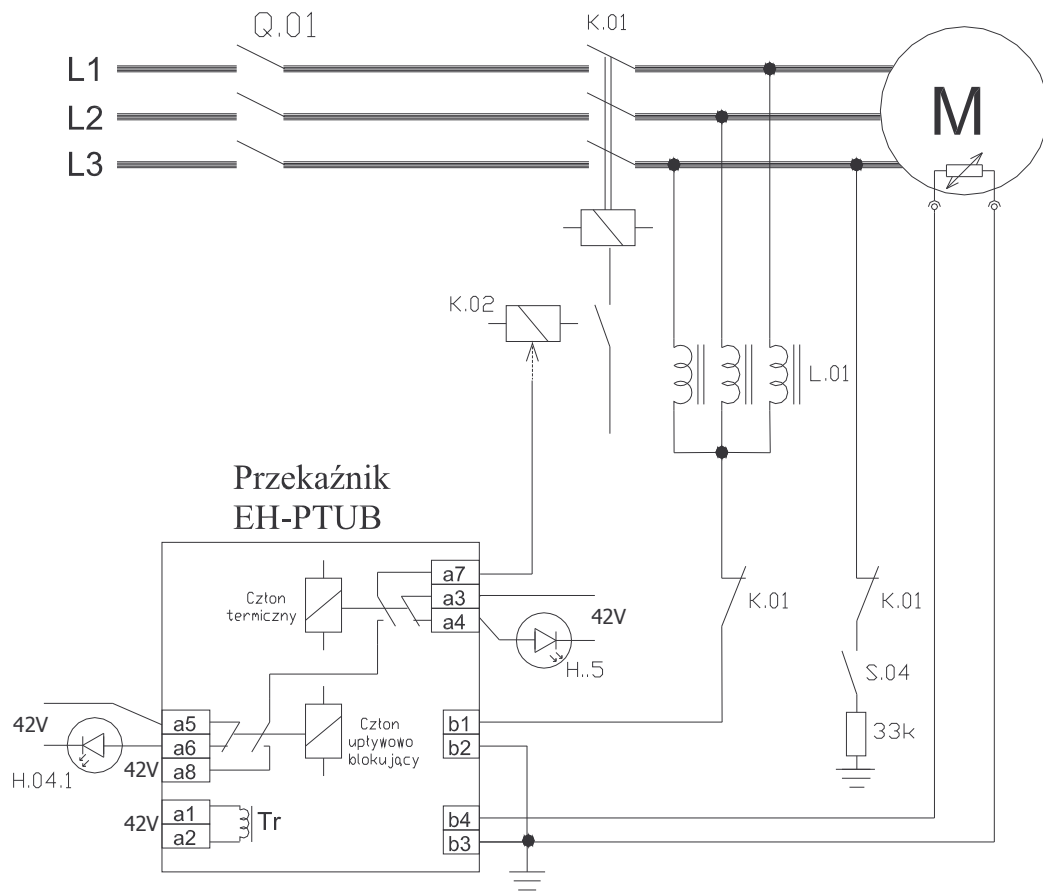 Q.01
K.01
L1
L2
L3
M
K.02
L.01
Przekaźnik
EH-PTUB
Człon
termiczny
a7
a3
a4
42V
H..5
K.01
K.01
S.04
33k
42V
a5
a6
42V
a8
H.04.1
Człon
upływowo
blokujący
b1
b2
42V
a1
a2
Tr
b4
b3